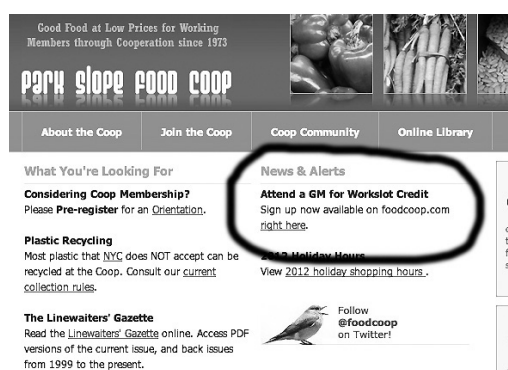 Good Food at Low Prices for Working
Members through Cooperation since 1973
PARK SLOPE FOOD COOP
About the Coop
Join the Coop
Coop Community
Online Library
What You're Looking For
Considering Coop Membership?
Please Pre-register for an Orientation.
Plastic Recycling
Most plastic that NYC does NOT accept can be
recycled at the Coop. Consult our current
collection rules.
The Linewaiters' Gazette
Read the Linewaiters' Gazette online. Access PDF
versions of the current issue, and back issues
from 1999 to the present.
News & Alerts
Attend a GM for Workslot Credit
Sign up now available on foodcoop.com
right here.
2012 Holiday Hours
View 2012 holiday shopping hours .
Follow
@foodcoop
on Twitter!